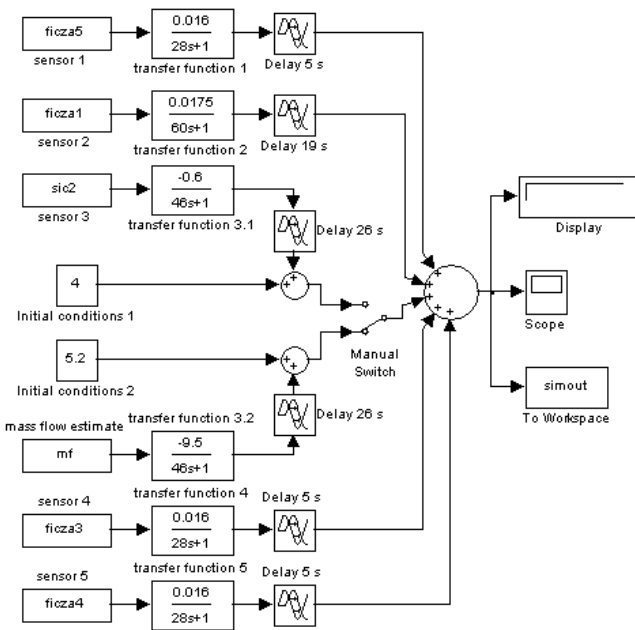 ficza5
sensor 1
0.016
28s+1
transfer function 1
Delay 5 s
ficza1
sensor 2
0.0175
60s+1
transfer function 2
Delay 19 s
sic2
sensor 3
-0.6
46s+1
transfer function 3.1
Delay 26 s
4
Initial conditions 1
5.2
Initial conditions 2
Manual
Switch
Display
Scope
simout
To Workspace
Delay 26 s
mass flow estimate
mf
transfer function 3.2
-9.5
46s+1
transfer function 4
sensor 4
ficza3
0.016
28s+1
transfer function 5
Delay 5 s
sensor 5
ficza4
0.016
28s+1
Delay 5 s
+
+
+
+
+
+
+
+
+